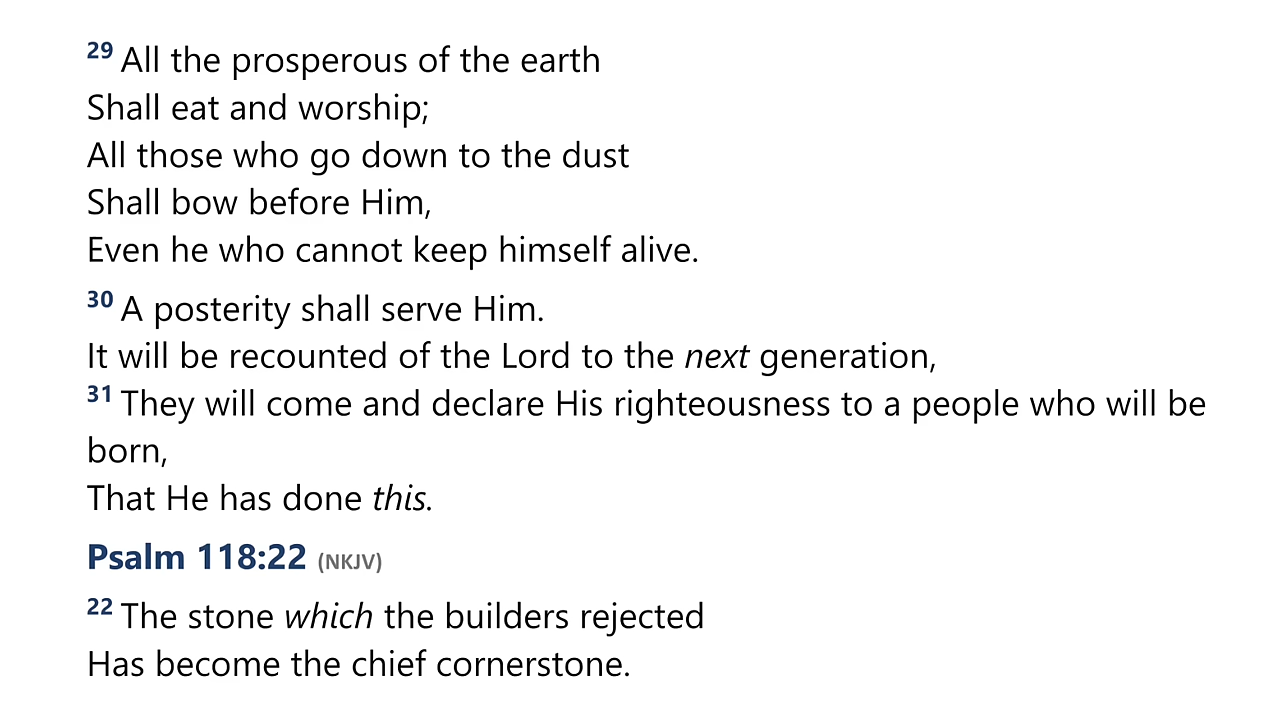 29 All the prosperous of the earth
Shall eat and worship;
All those who go down to the dust
Shall bow before Him,
Even he who cannot keep himself alive.
30 A posterity shall serve Him.
It will be recounted of the Lord to the next generation,
31 They will come and declare His righteousness to a people who will be
born,
That He has done this.
Psalm 118:22 (NKJV)
22 The stone which the builders rejected
Has become the chief cornerstone.